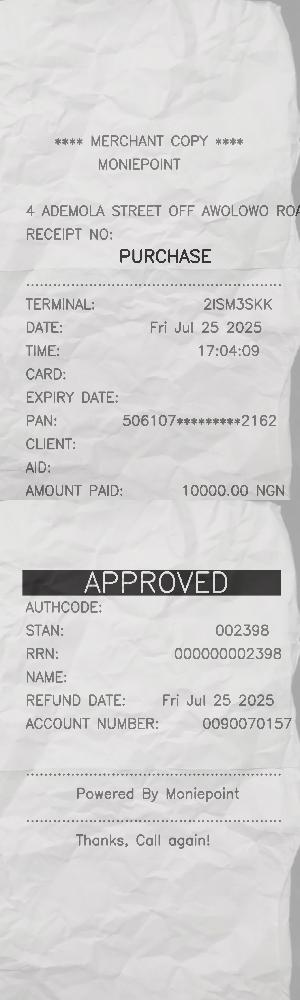 **** MERCHANT COPY ****
MONIEPOINT
4 ADEMOLA STREET OFF AWOLOWO ROA
RECEIPT NO:
PURCHASE
TERMINAL: 2ISM3SKK
DATE: Fri Jul 25 2025
TIME: 17:04:09
CARD:
EXPIRY DATE:
PAN: 506107*********2162
CLIENT:
AID:
AMOUNT PAID: 10000.00 NGN
APPROVED
AUTHCODE:
STAN: 002398
RRN: 000000002398
NAME:
REFUND DATE: Fri Jul 25 2025
ACCOUNT NUMBER: 0090070157
Powered By Moniepoint
Thanks, Call again!